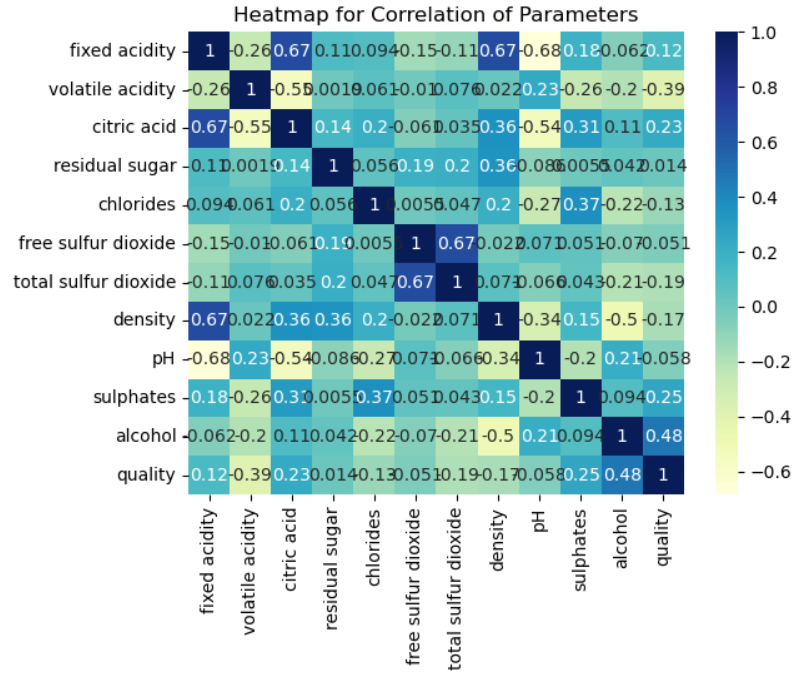 Heatmap for Correlation of Parameters
fixed acidity 1 -0.26 0.67 0.11 0.094 -0.15 -0.11 0.67 -0.68 0.18 -0.062 0.12
volatile acidity -0.26 1 -0.55 0.0019 0.061 -0.01 0.076 0.022 0.23 -0.26 -0.2 -0.39
citric acid 0.67 -0.55 1 0.14 0.2 -0.061 0.035 0.36 -0.54 0.31 0.11 0.23
residual sugar 0.11 0.0019 0.14 1 0.056 0.19 0.2 0.36 -0.086 0.0055 0.042 0.014
chlorides 0.094 0.061 0.2 0.056 1 0.0055 0.047 0.2 -0.27 0.37 -0.22 -0.13
free sulfur dioxide -0.15 -0.01 -0.061 0.19 0.0055 1 0.67 -0.022 0.071 0.051 -0.07 -0.051
total sulfur dioxide -0.11 0.076 0.035 0.2 0.047 0.67 1 0.071 -0.066 0.043 -0.21 -0.19
density 0.67 0.022 0.36 0.36 0.2 -0.022 0.071 1 -0.34 0.15 -0.5 -0.17
pH -0.68 0.23 -0.54 -0.086 -0.27 0.071 -0.066 -0.34 1 -0.2 0.21 -0.058
sulphates 0.18 -0.26 0.31 0.0055 0.37 0.051 0.043 0.15 -0.2 1 0.094 0.25
alcohol -0.062 -0.2 0.11 0.042 -0.22 -0.07 -0.21 -0.5 0.21 0.094 1 0.48
quality 0.12 -0.39 0.23 0.014 -0.13 -0.051 -0.19 -0.17 -0.058 0.25 0.48 1
fixed acidity
volatile acidity
citric acid
residual sugar
chlorides
free sulfur dioxide
total sulfur dioxide
density
pH
sulphates
alcohol
quality
1.0
0.8
0.6
0.4
0.2
0.0
−0.2
−0.4
−0.6